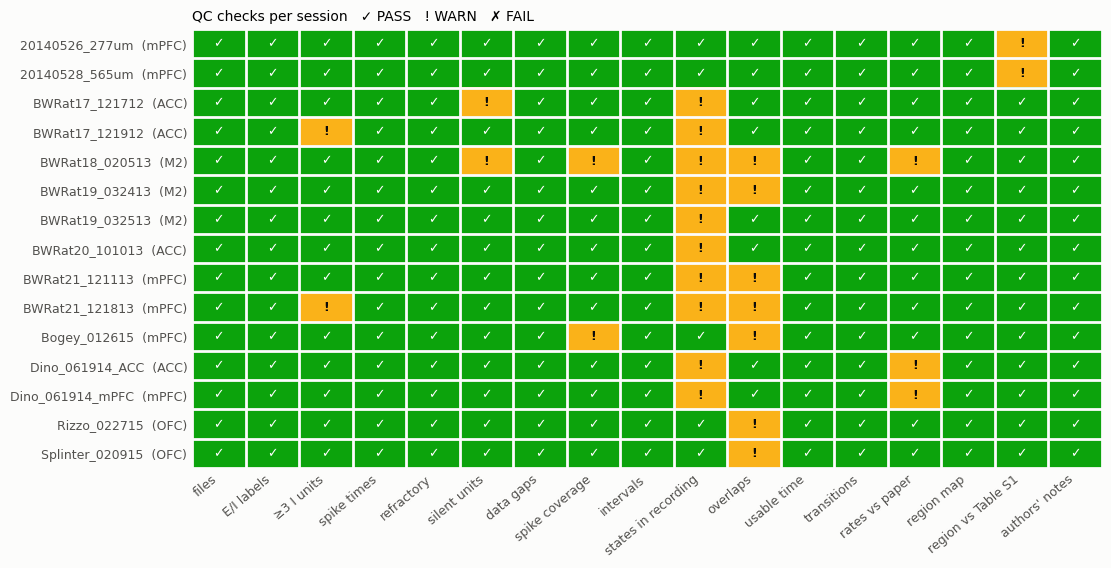 QC checks per session ✓ PASS ! WARN ✗ FAIL
20140526_277um (mPFC) ✓ ✓ ✓ ✓ ✓ ✓ ✓ ✓ ✓ ✓ ✓ ✓ ✓ ✓ ✓ ! ✓
20140528_565um (mPFC) ✓ ✓ ✓ ✓ ✓ ✓ ✓ ✓ ✓ ✓ ✓ ✓ ✓ ✓ ✓ ! ✓
BWRat17_121712 (ACC) ✓ ✓ ✓ ✓ ✓ ! ✓ ✓ ✓ ! ✓ ✓ ✓ ✓ ✓ ✓ ✓
BWRat17_121912 (ACC) ✓ ✓ ! ✓ ✓ ✓ ✓ ✓ ✓ ! ✓ ✓ ✓ ✓ ✓ ✓ ✓
BWRat18_020513 (M2) ✓ ✓ ✓ ✓ ✓ ! ✓ ! ✓ ! ! ✓ ✓ ! ✓ ✓ ✓
BWRat19_032413 (M2) ✓ ✓ ✓ ✓ ✓ ✓ ✓ ✓ ✓ ! ! ✓ ✓ ✓ ✓ ✓ ✓
BWRat19_032513 (M2) ✓ ✓ ✓ ✓ ✓ ✓ ✓ ✓ ✓ ! ✓ ✓ ✓ ✓ ✓ ✓ ✓
BWRat20_101013 (ACC) ✓ ✓ ✓ ✓ ✓ ✓ ✓ ✓ ✓ ! ✓ ✓ ✓ ✓ ✓ ✓ ✓
BWRat21_121113 (mPFC) ✓ ✓ ✓ ✓ ✓ ✓ ✓ ✓ ✓ ! ! ✓ ✓ ✓ ✓ ✓ ✓
BWRat21_121813 (mPFC) ✓ ✓ ! ✓ ✓ ✓ ✓ ✓ ✓ ! ! ✓ ✓ ✓ ✓ ✓ ✓
Bogey_012615 (mPFC) ✓ ✓ ✓ ✓ ✓ ✓ ✓ ! ✓ ✓ ! ✓ ✓ ✓ ✓ ✓ ✓
Dino_061914_ACC (ACC) ✓ ✓ ✓ ✓ ✓ ✓ ✓ ✓ ✓ ! ✓ ✓ ✓ ! ✓ ✓ ✓
Dino_061914_mPFC (mPFC) ✓ ✓ ✓ ✓ ✓ ✓ ✓ ✓ ✓ ! ✓ ✓ ✓ ! ✓ ✓ ✓
Rizzo_022715 (OFC) ✓ ✓ ✓ ✓ ✓ ✓ ✓ ✓ ✓ ✓ ! ✓ ✓ ✓ ✓ ✓ ✓
Splinter_020915 (OFC) ✓ ✓ ✓ ✓ ✓ ✓ ✓ ✓ ✓ ✓ ! ✓ ✓ ✓ ✓ ✓ ✓
files
E/I labels
≥3 I units
spike times
refractory
silent units
data gaps
spike coverage
intervals
states in recording
overlaps
usable time
transitions
rates vs paper
region map
region vs Table S1
authors' notes